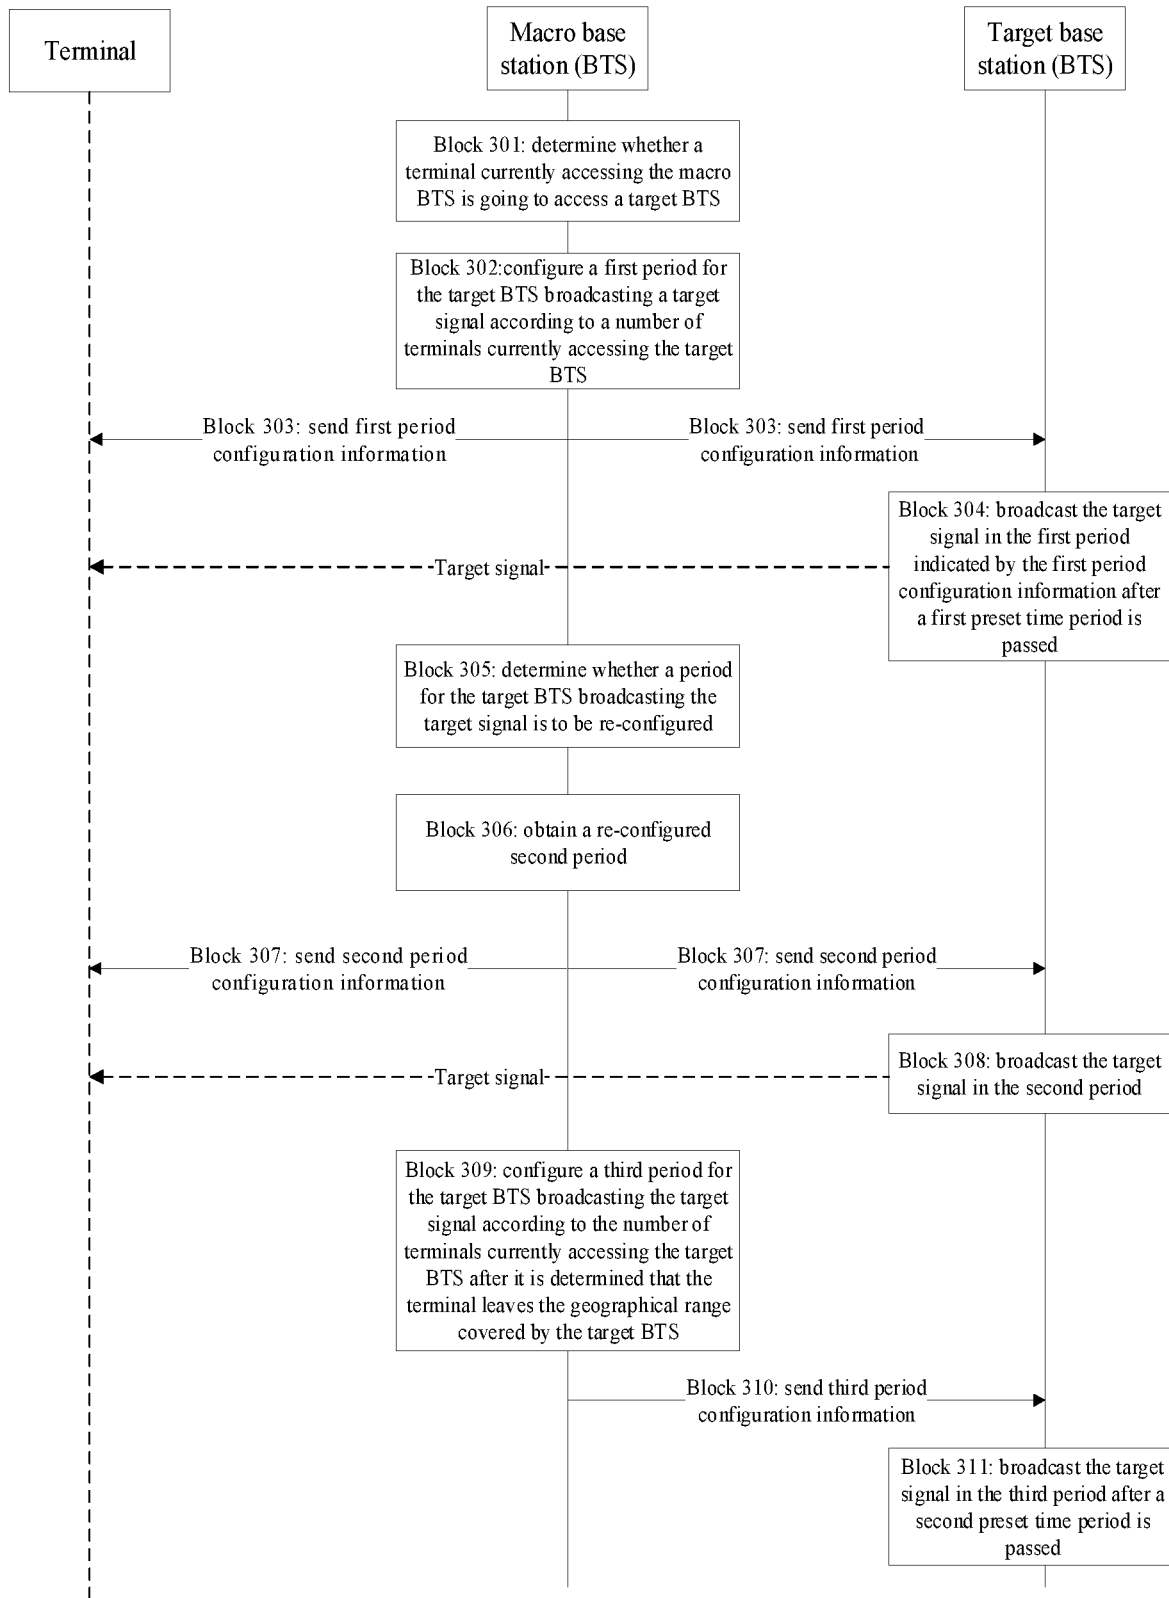 Terminal
Macro base
station (BTS)
Target base
station (BTS)
Block 301: determine whether a
terminal currently accessing the macro
BTS is going to access a target BTS
Block 302:configure a first period for
the target BTS broadcasting a target
signal according to a number of
terminals currently accessing the target
BTS
Block 303: send first period
configuration information
Block 303: send first period
configuration information
Block 304: broadcast the target
signal in the first period
indicated by the first period
configuration information after
a first preset time period is
passed
Target signal
Block 305: determine whether a period
for the target BTS broadcasting the
target signal is to be re-configured
Block 306: obtain a re-configured
second period
Block 307: send second period
configuration information
Block 307: send second period
configuration information
Block 308: broadcast the target
signal in the second period
Target signal
Block 309: configure a third period for
the target BTS broadcasting the target
signal according to the number of
terminals currently accessing the target
BTS after it is determined that the
terminal leaves the geographical range
covered by the target BTS
Block 310: send third period
configuration information
Block 311: broadcast the target
signal in the third period after a
second preset time period is
passed